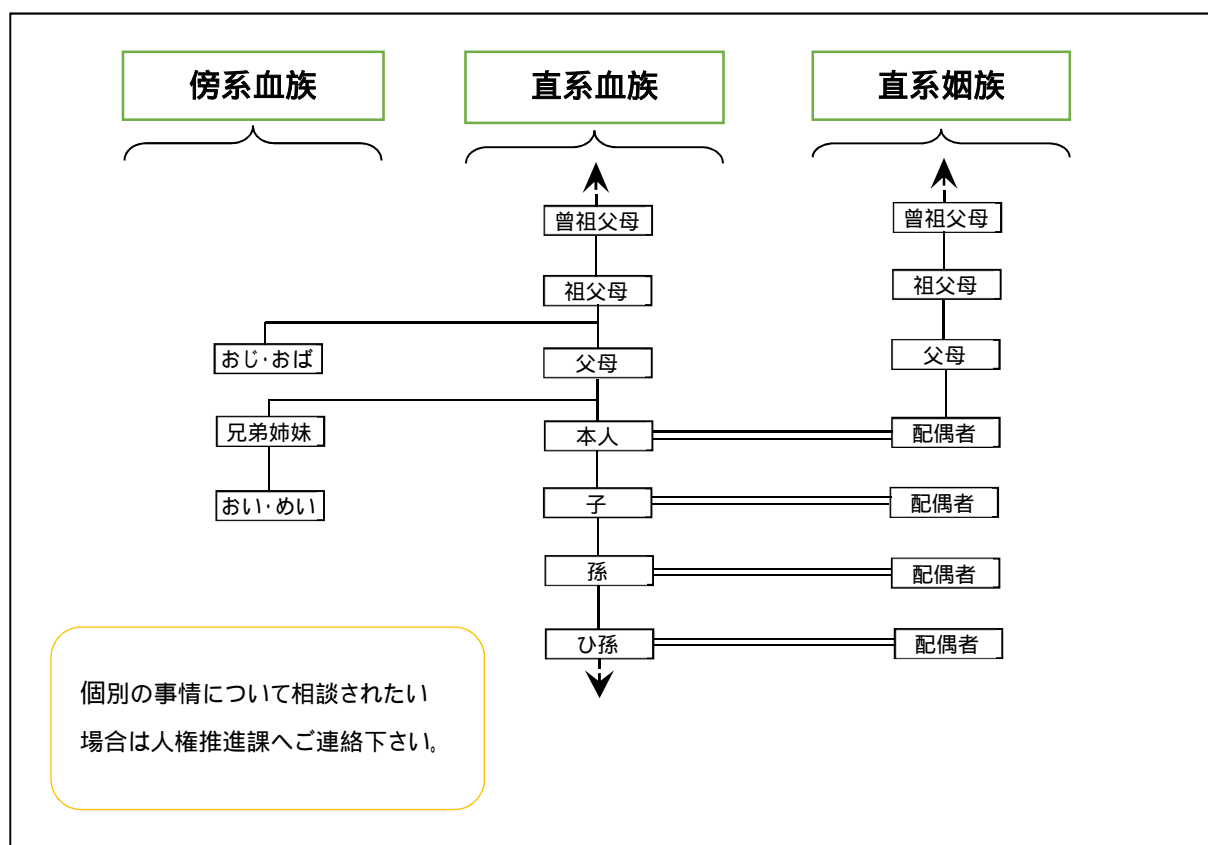 傍系血族
直系血族
直系姻族
曾祖父母
曾祖父母
祖父母
祖父母
おじ・おば
父母
父母
兄弟姉妹
本人
配偶者
おい・めい
子
配偶者
孫
配偶者
ひ孫
配偶者
個別の事情について相談されたい
場合は人権推進課へご連絡下さい。